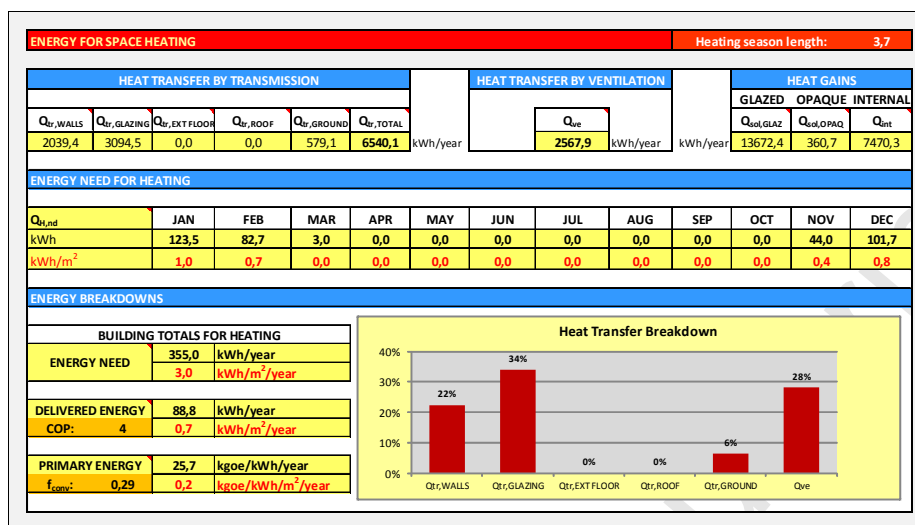 ENERGY FOR SPACE HEATING Heating season length: 3,7
HEAT TRANSFER BY TRANSMISSION HEAT TRANSFER BY VENTILATION HEAT GAINS
GLAZED OPAQUE INTERNAL
Qtr,WALLS Qtr,GLAZING Qtr,EXT FLOOR Qtr,ROOF Qtr,GROUND Qtr,TOTAL Qve Qsol,GLAZ Qsol,OPAQ Qint
2039,4 3094,5 0,0 0,0 579,1 6540,1 kWh/year 2567,9 kWh/year kWh/year 13672,4 360,7 7470,3
ENERGY NEED FOR HEATING
QH,nd JAN FEB MAR APR MAY JUN JUL AUG SEP OCT NOV DEC
kWh 123,5 82,7 3,0 0,0 0,0 0,0 0,0 0,0 0,0 0,0 44,0 101,7
kWh/m² 1,0 0,7 0,0 0,0 0,0 0,0 0,0 0,0 0,0 0,0 0,4 0,8
ENERGY BREAKDOWNS
BUILDING TOTALS FOR HEATING
ENERGY NEED
355,0 kWh/year
3,0 kWh/m²/year
DELIVERED ENERGY 88,8 kWh/year
COP: 4 0,7 kWh/m²/year
PRIMARY ENERGY 25,7 kgoe/kWh/year
fconv: 0,29 0,2 kgoe/kWh/m²/year
Heat Transfer Breakdown
40%
30%
20%
10%
0%
22% 34% 0% 0% 6% 28%
Qtr,WALLS Qtr,GLAZING Qtr,EXT FLOOR Qtr,ROOF Qtr,GROUND Qve